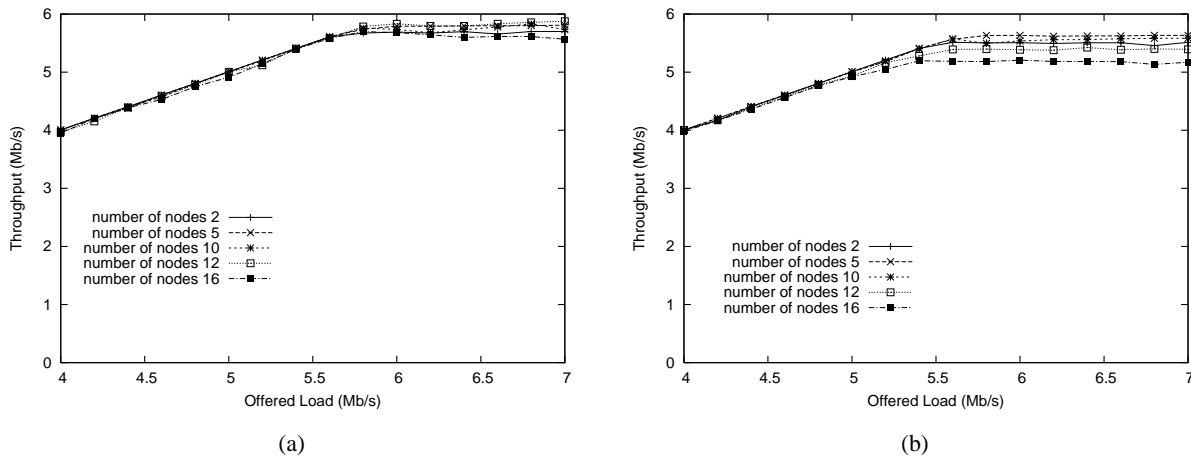 6
5
4
3
2
1
0
Throughput (Mb/s)
number of nodes 2
number of nodes 5
number of nodes 10
number of nodes 12
number of nodes 16
4 4.5 5 5.5 6 6.5 7
Offered Load (Mb/s)
(a)
6
5
4
3
2
1
0
Throughput (Mb/s)
number of nodes 2
number of nodes 5
number of nodes 10
number of nodes 12
number of nodes 16
4 4.5 5 5.5 6 6.5 7
Offered Load (Mb/s)
(b)